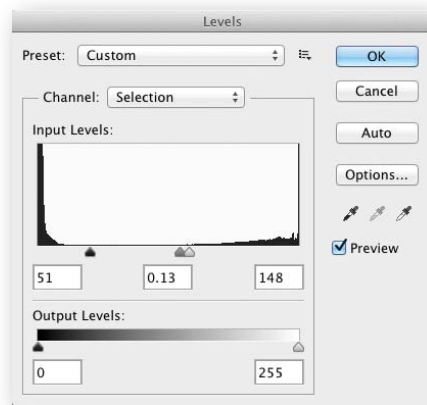 Levels
Preset: Custom
OK
Channel: Selection
Cancel
Input Levels:
Auto
Options...
Preview
51 0.13 148
Output Levels:
0 255